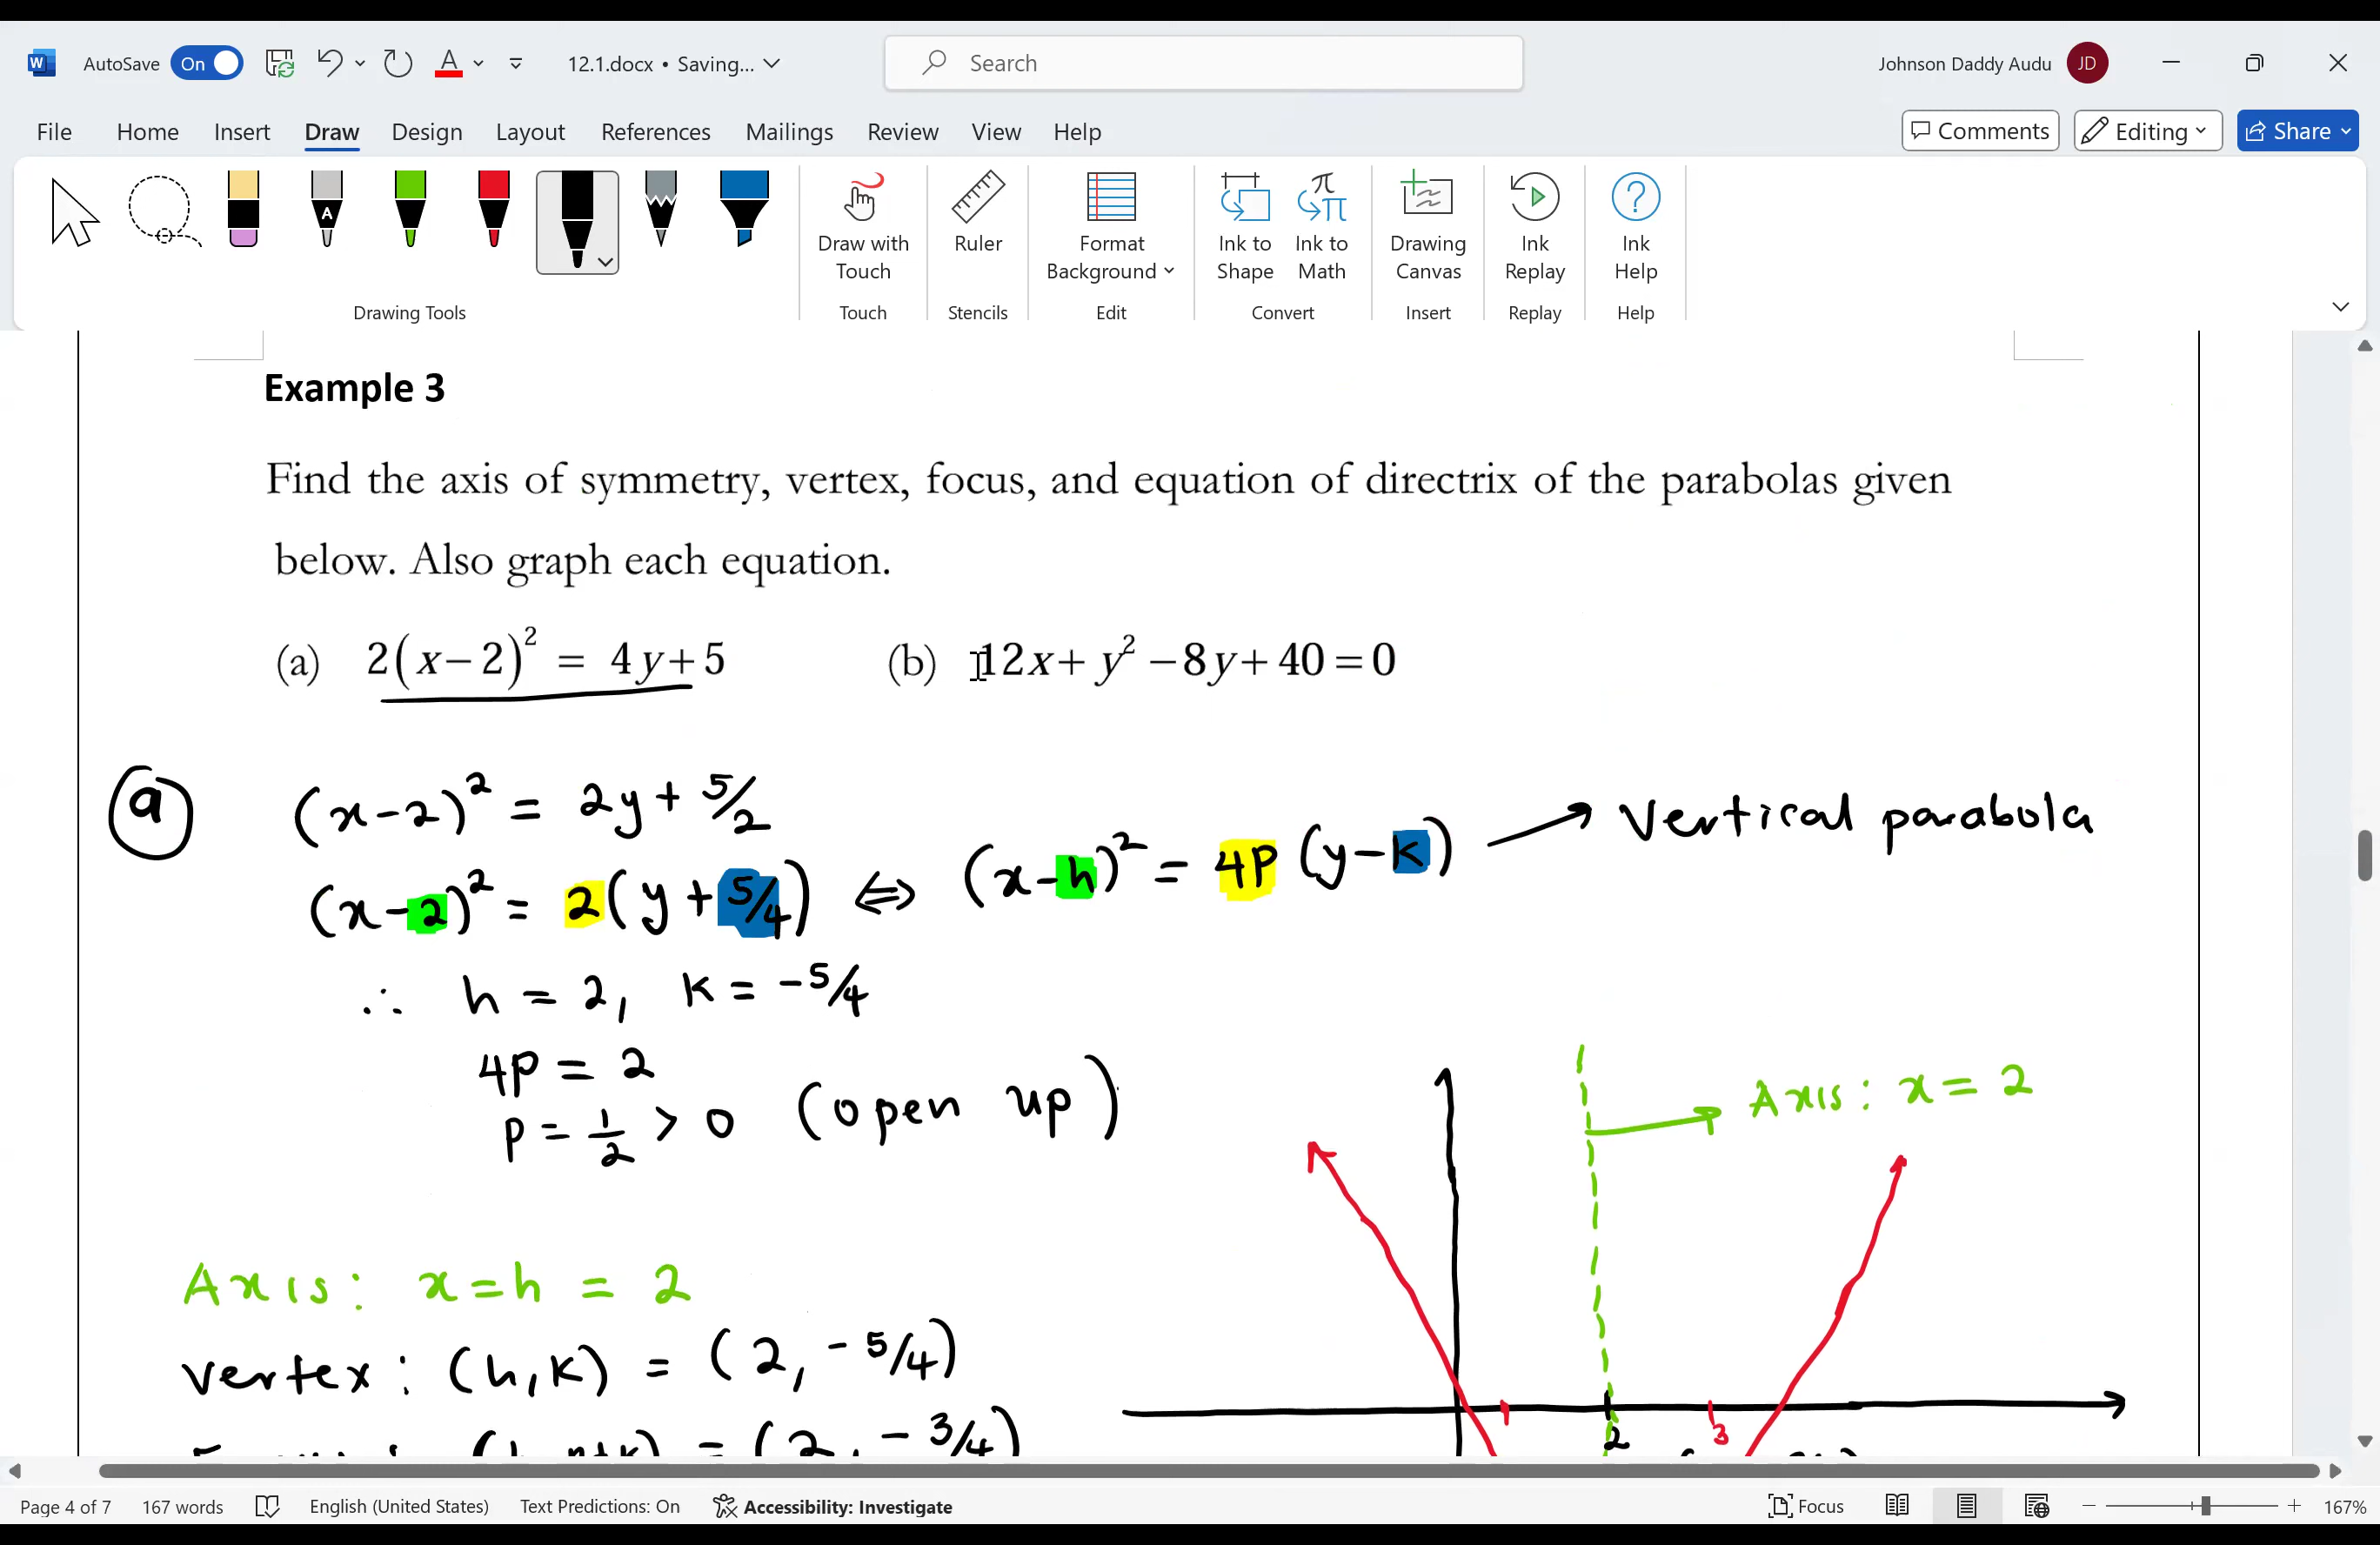 AutoSave On 12.1.docx • Saving... Search Johnson Daddy Audu JD
File Home Insert Draw Design Layout References Mailings Review View Help Comments Editing Share
Draw with Touch
Ruler
Format Background
Ink to Shape
Ink to Math
Drawing Canvas
Ink Replay
Ink Help
Drawing Tools Touch Stencils Edit Convert Insert Replay Help
Example 3
Find the axis of symmetry, vertex, focus, and equation of directrix of the parabolas given
below. Also graph each equation.
(a) 2(x−2)² = 4y+5 (b) 12x+ y² −8y+40=0
a (x-2)² = 2y + 5/2
(x-2)² = 2(y + 5/4) ⇔ (x-h)² = 4P (y-k) → Vertical parabola
∴ h = 2, k = -5/4
4P = 2
P = 1/2 > 0 (open up)
Axis: x = 2
Axis: x=h = 2
Vertex: (h,k) = (2, -5/4)
= (2, -3/4)
2 3
Page 4 of 7 167 words English (United States) Text Predictions: On Accessibility: Investigate Focus 167%